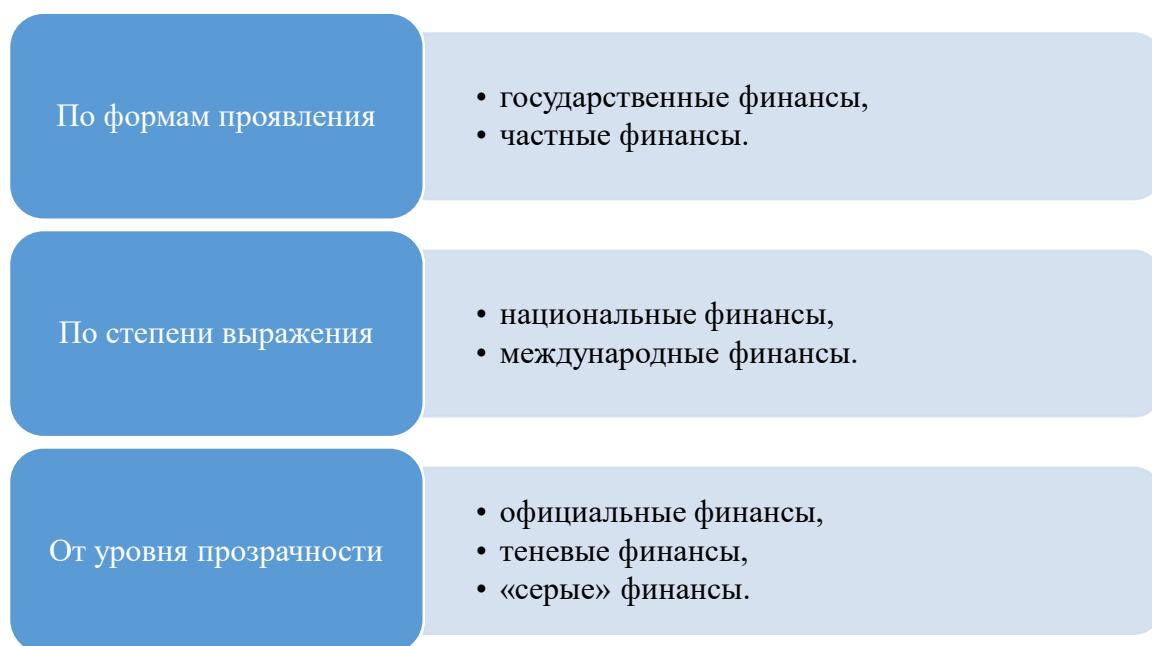 По формам проявления
• государственные финансы,
• частные финансы.
По степени выражения
• национальные финансы,
• международные финансы.
От уровня прозрачности
• официальные финансы,
• теневые финансы,
• «серые» финансы.